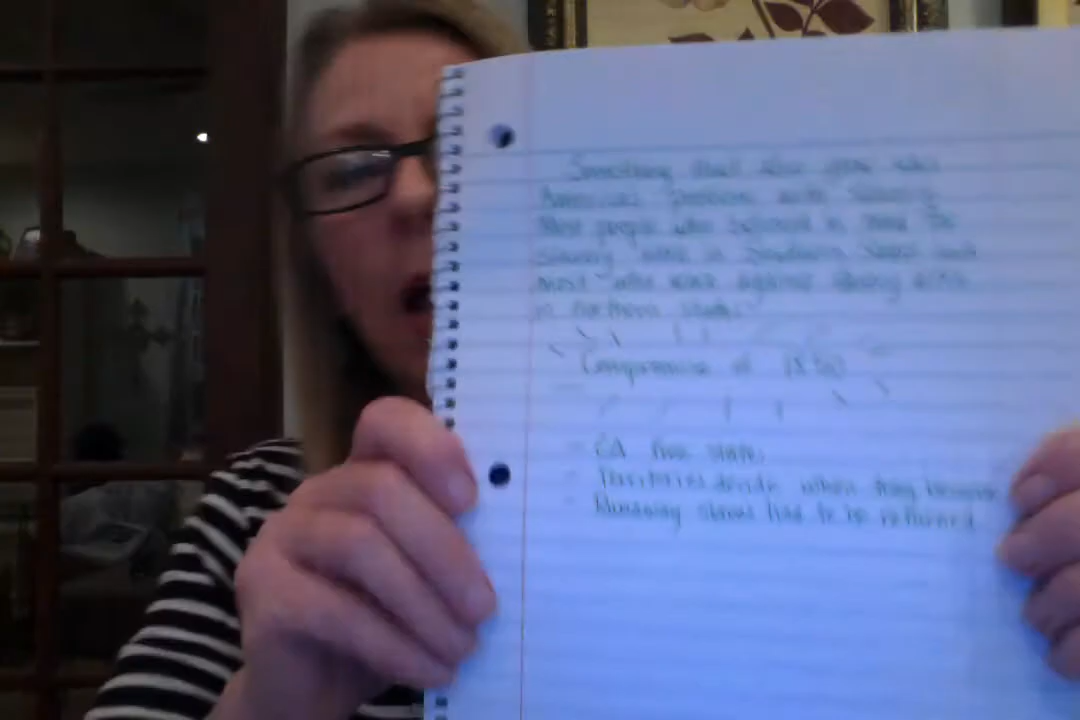 Something that also grew was
America's problem with slavery.
Most people who believed in
slavery were in Southern States and
most who were against slavery were
in northern states.
Compromise of 1850
- CA free state
- Territories decide when they become
- Runaway slaves had to be returned